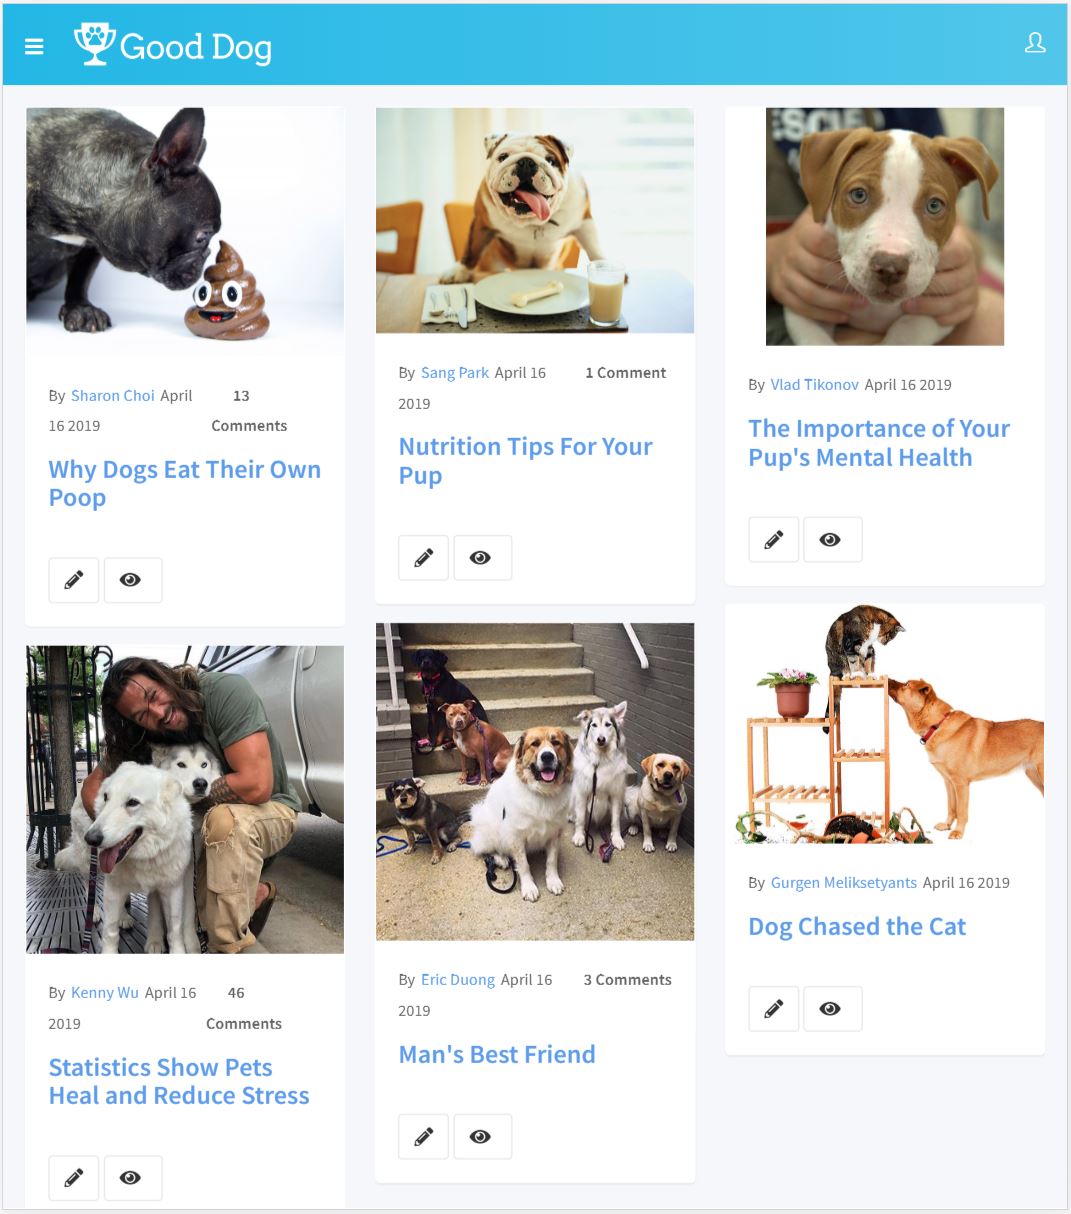 Good Dog
By Sharon Choi April 13
16 2019 Comments
Why Dogs Eat Their Own
Poop
By Sang Park April 16 1 Comment
2019
Nutrition Tips For Your
Pup
By Vlad Tikonov April 16 2019
The Importance of Your
Pup's Mental Health
By Kenny Wu April 16 46
2019 Comments
Statistics Show Pets
Heal and Reduce Stress
By Eric Duong April 16 3 Comments
2019
Man's Best Friend
By Gurgen Meliksetyants April 16 2019
Dog Chased the Cat